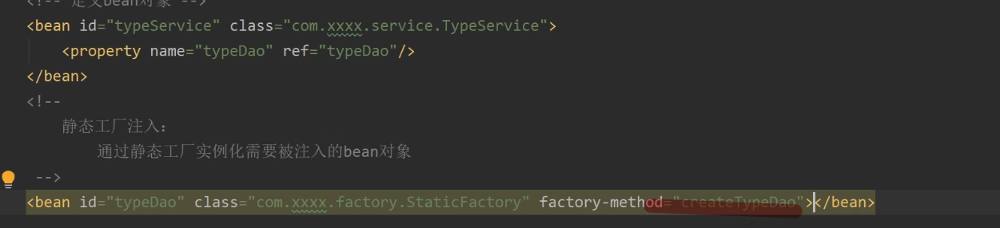 <!-- 定义bean对象 -->
<bean id="typeService" class="com.xxxx.service.TypeService">
<property name="typeDao" ref="typeDao"/>
</bean>
<!--
静态工厂注入：
通过静态工厂实例化需要被注入的bean对象
-->
<bean id="typeDao" class="com.xxxx.factory.StaticFactory" factory-method="createTypeDao"></bean>